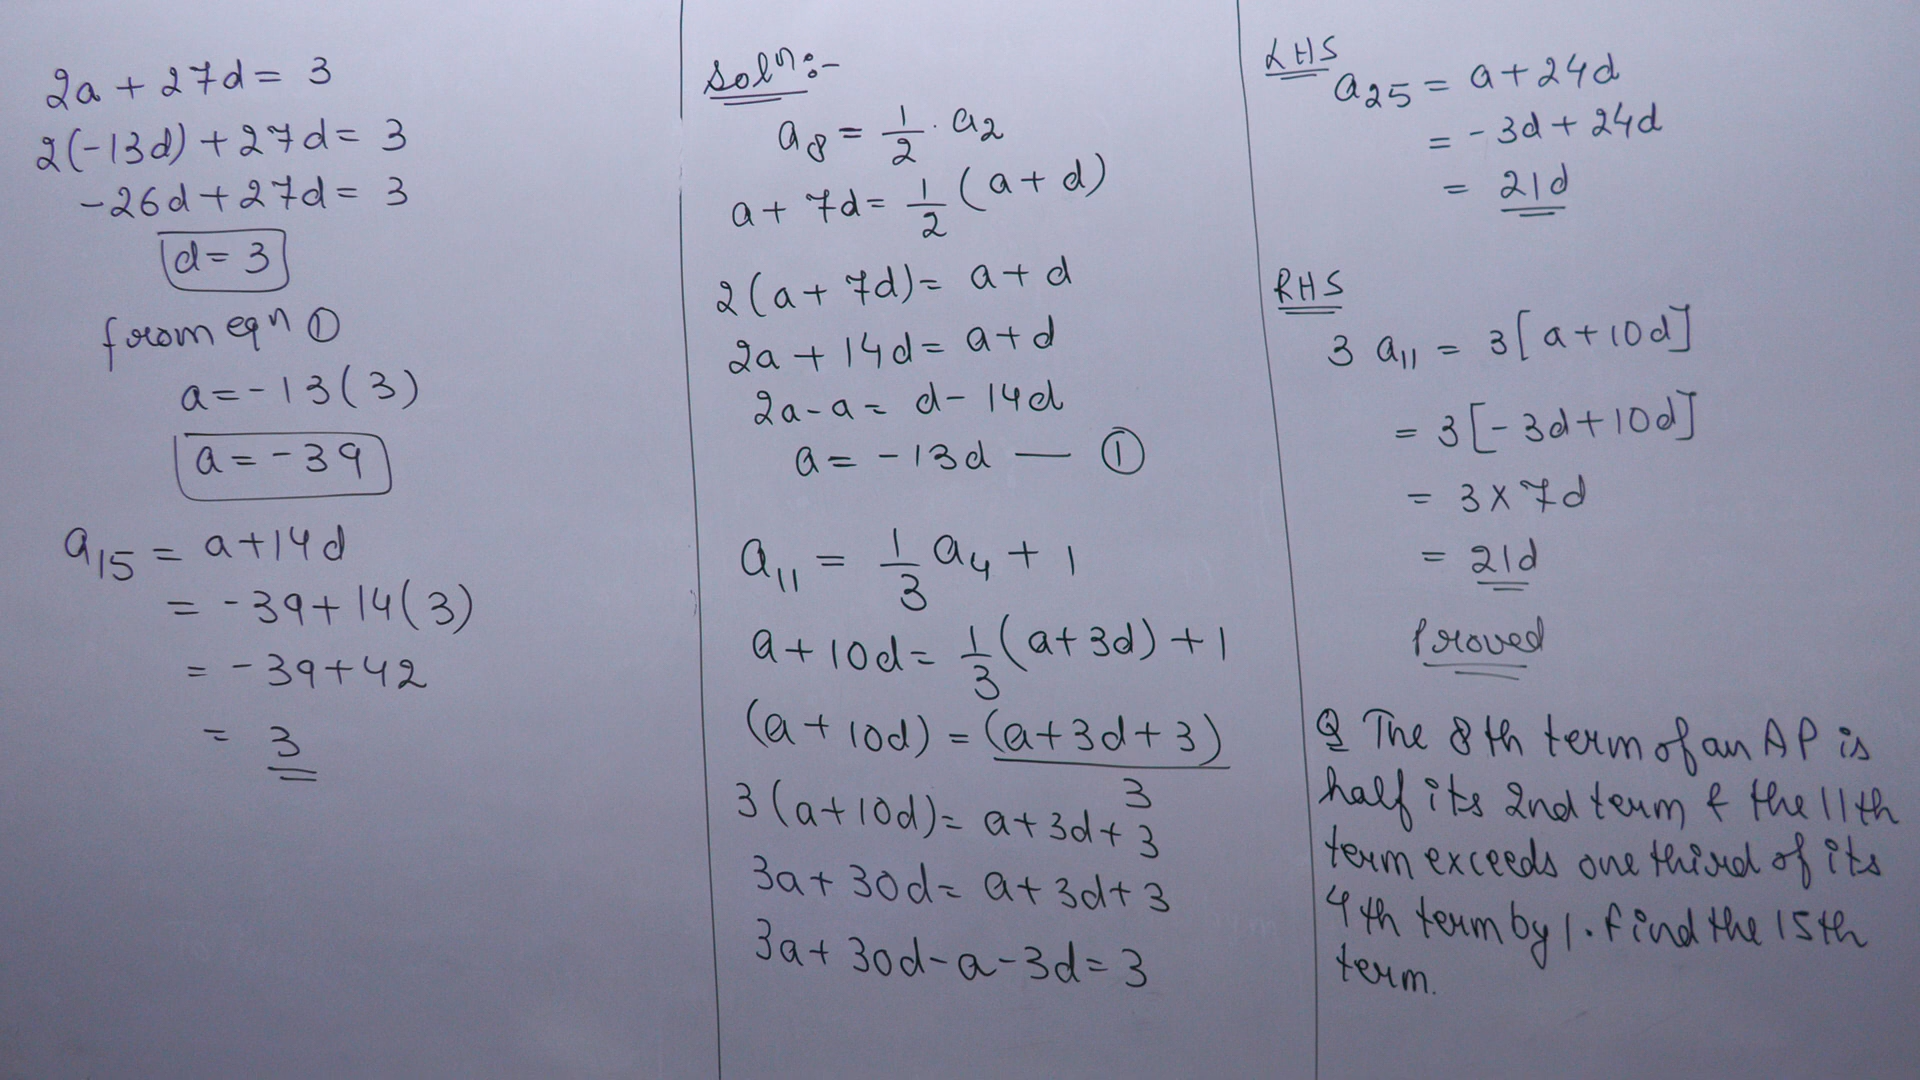 2a + 27d = 3
2(-13d) + 27d = 3
-26d + 27d = 3
d = 3
from eqn ①
a = -13(3)
a = -39
a15 = a+14d
= -39+14(3)
= -39+42
= 3
Soln:-
a8 = 1/2 . a2
a + 7d = 1/2 (a + d)
2(a + 7d) = a + d
2a + 14d = a + d
2a - a = d - 14d
a = -13d — ①
a11 = 1/3 a4 + 1
a + 10d = 1/3 (a + 3d) + 1
(a + 10d) = (a + 3d + 3)
3
3(a + 10d) = a + 3d + 3
3a + 30d = a + 3d + 3
3a + 30d - a - 3d = 3
LHS
a25 = a + 24d
= -3d + 24d
= 21d
RHS
3 a11 = 3[a + 10d]
= 3[-3d + 10d]
= 3 x 7d
= 21d
Proved
Q The 8th term of an AP is
half its 2nd term & the 11th
term exceeds one third of its
4th term by 1. Find the 15th
term.